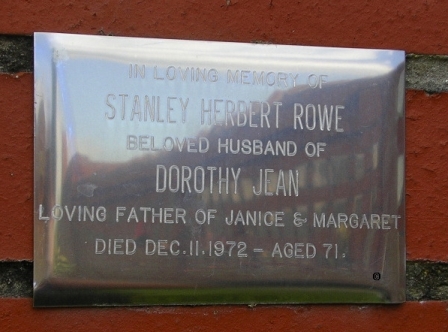 IN LOVING MEMORY OF
STANLEY HERBERT ROWE
BELOVED HUSBAND OF
DOROTHY JEAN
LOVING FATHER OF JANICE & MARGARET
DIED DEC. 11. 1972 – AGED 71.